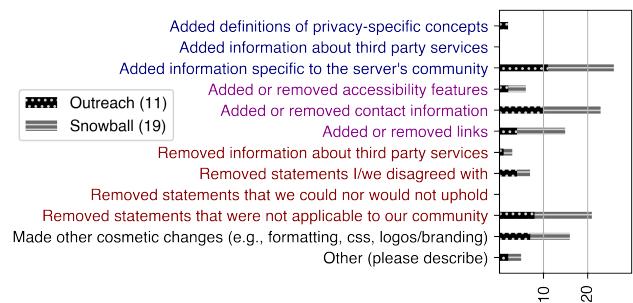 Added definitions of privacy-specific concepts
Added information about third party services
Added information specific to the server's community
Added or removed accessibility features
Added or removed contact information
Added or removed links
Removed information about third party services
Removed statements I/we disagreed with
Removed statements that we could nor would not uphold
Removed statements that were not applicable to our community
Made other cosmetic changes (e.g., formatting, css, logos/branding)
Other (please describe)
Outreach (11)
Snowball (19)
10
20